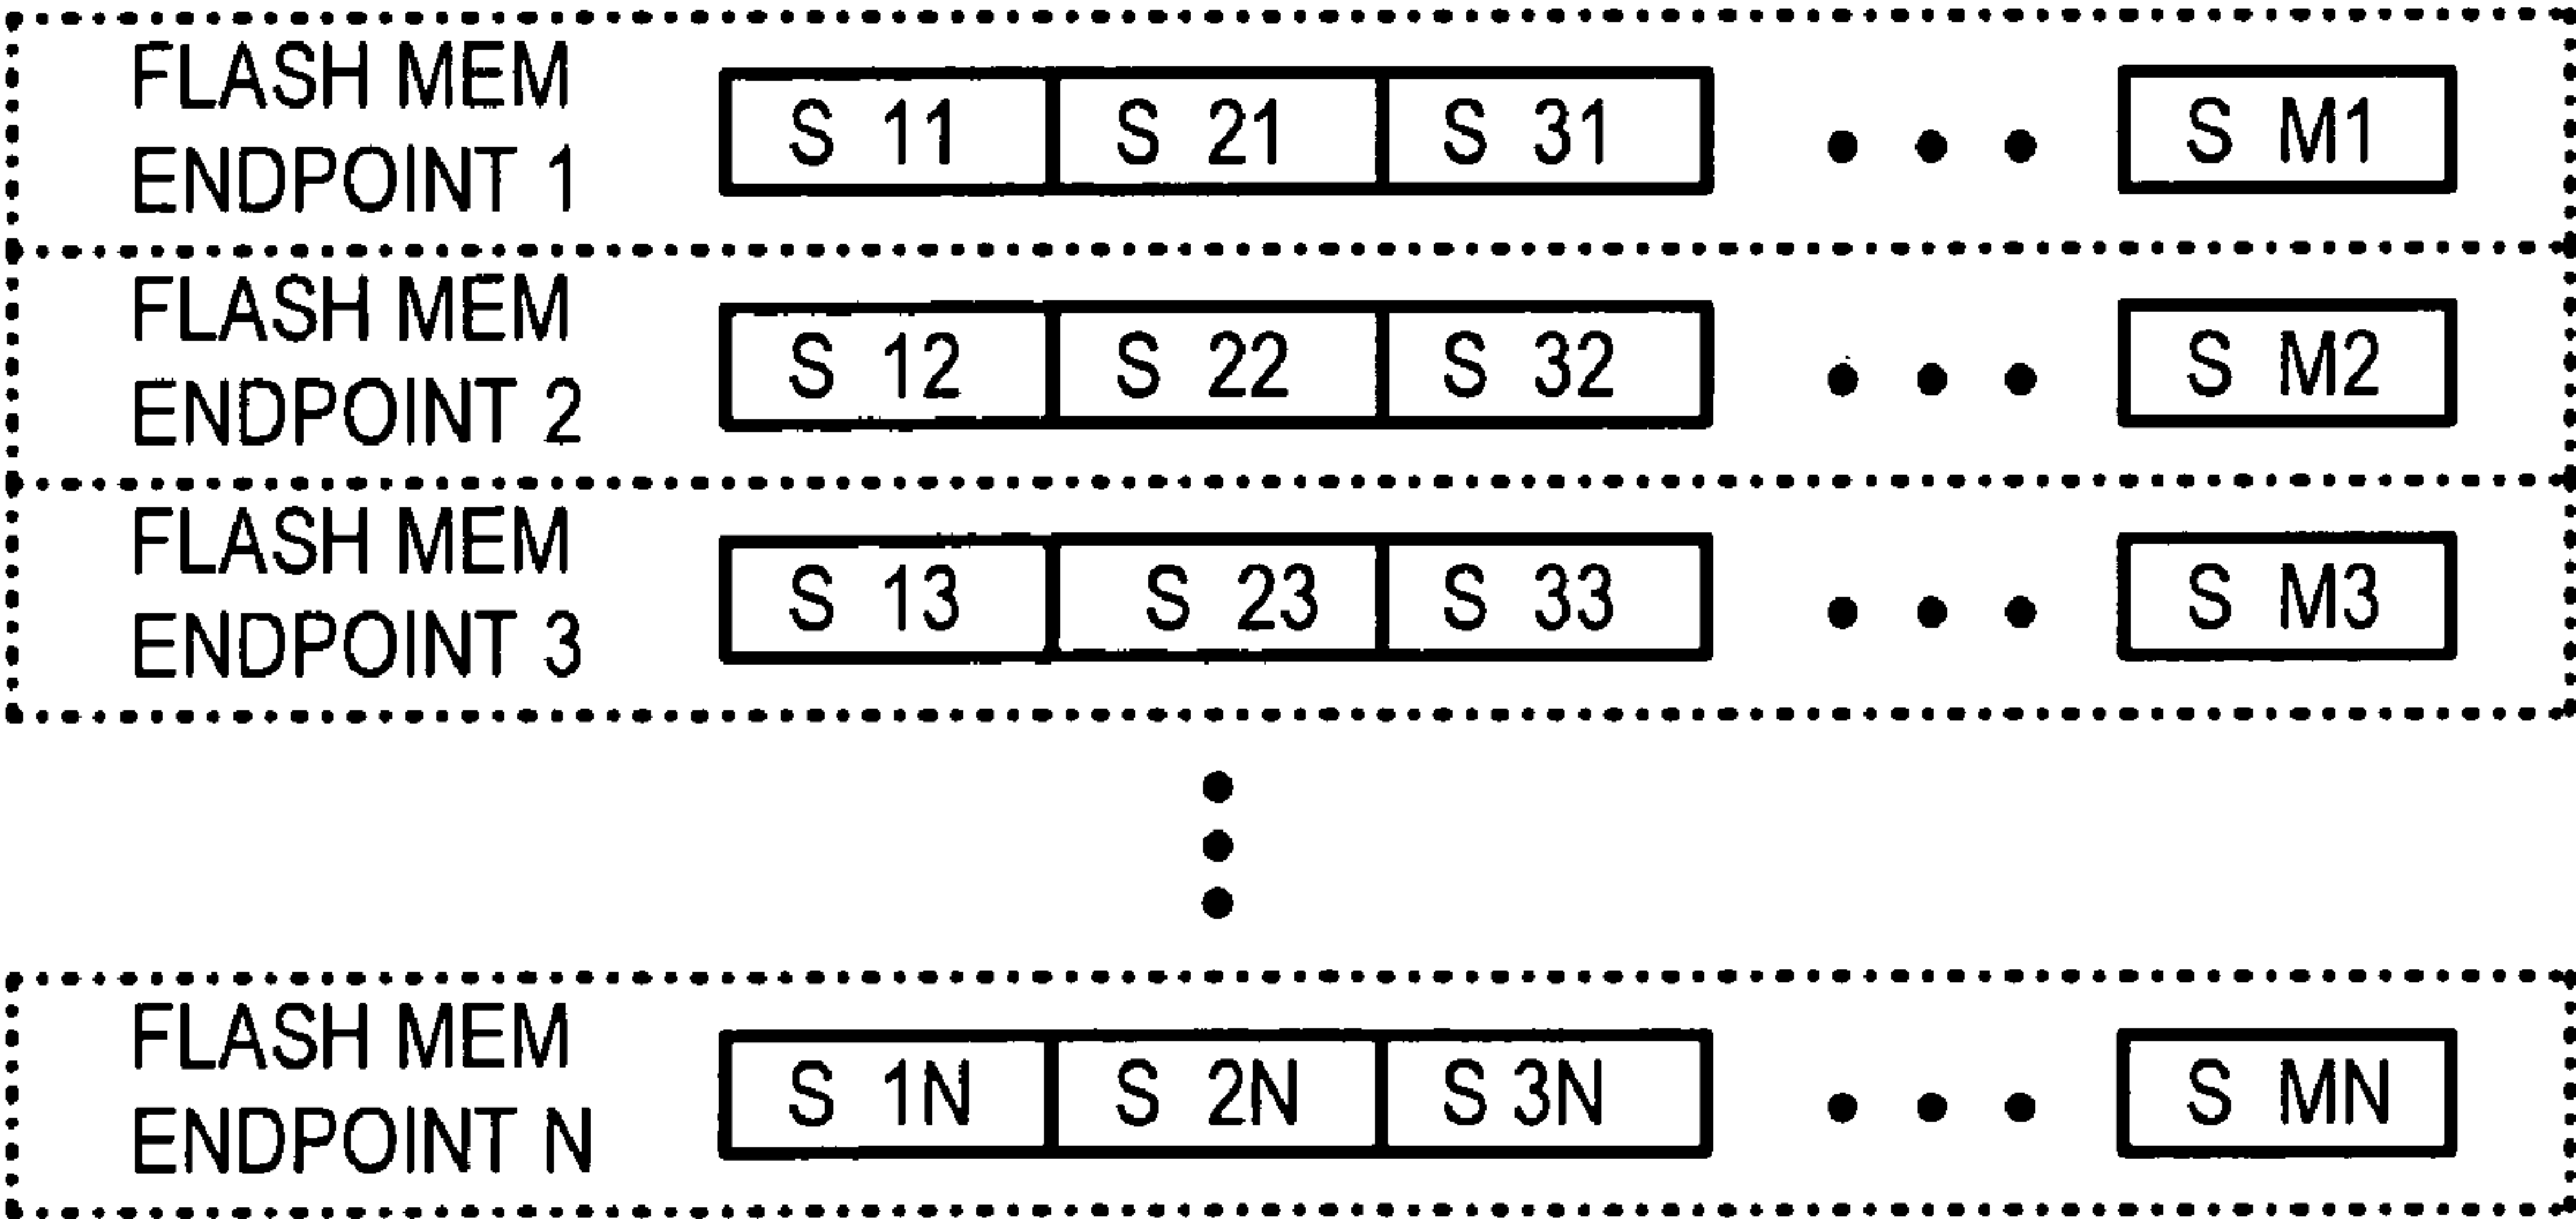 FLASH MEM
ENDPOINT 1
S 11 S 21 S 31 S M1
FLASH MEM
ENDPOINT 2
S 12 S 22 S 32 S M2
FLASH MEM
ENDPOINT 3
S 13 S 23 S 33 S M3
FLASH MEM
ENDPOINT N
S 1N S 2N S 3N S MN